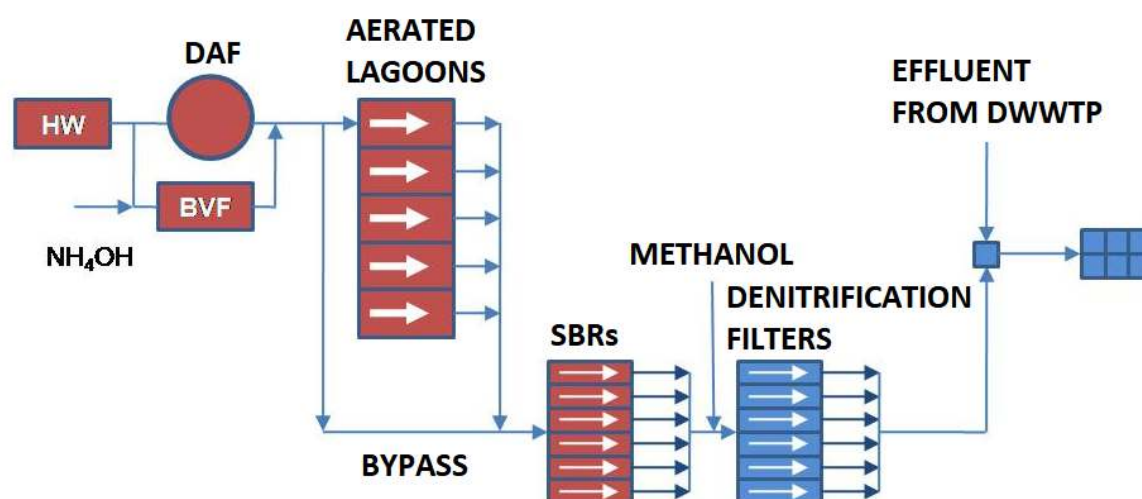 DAF
AERATED
LAGOONS
HW
BVF
NH₄OH
EFFLUENT
FROM DWWTP
METHANOL
DENITRIFICATION
FILTERS
SBRs
BYPASS